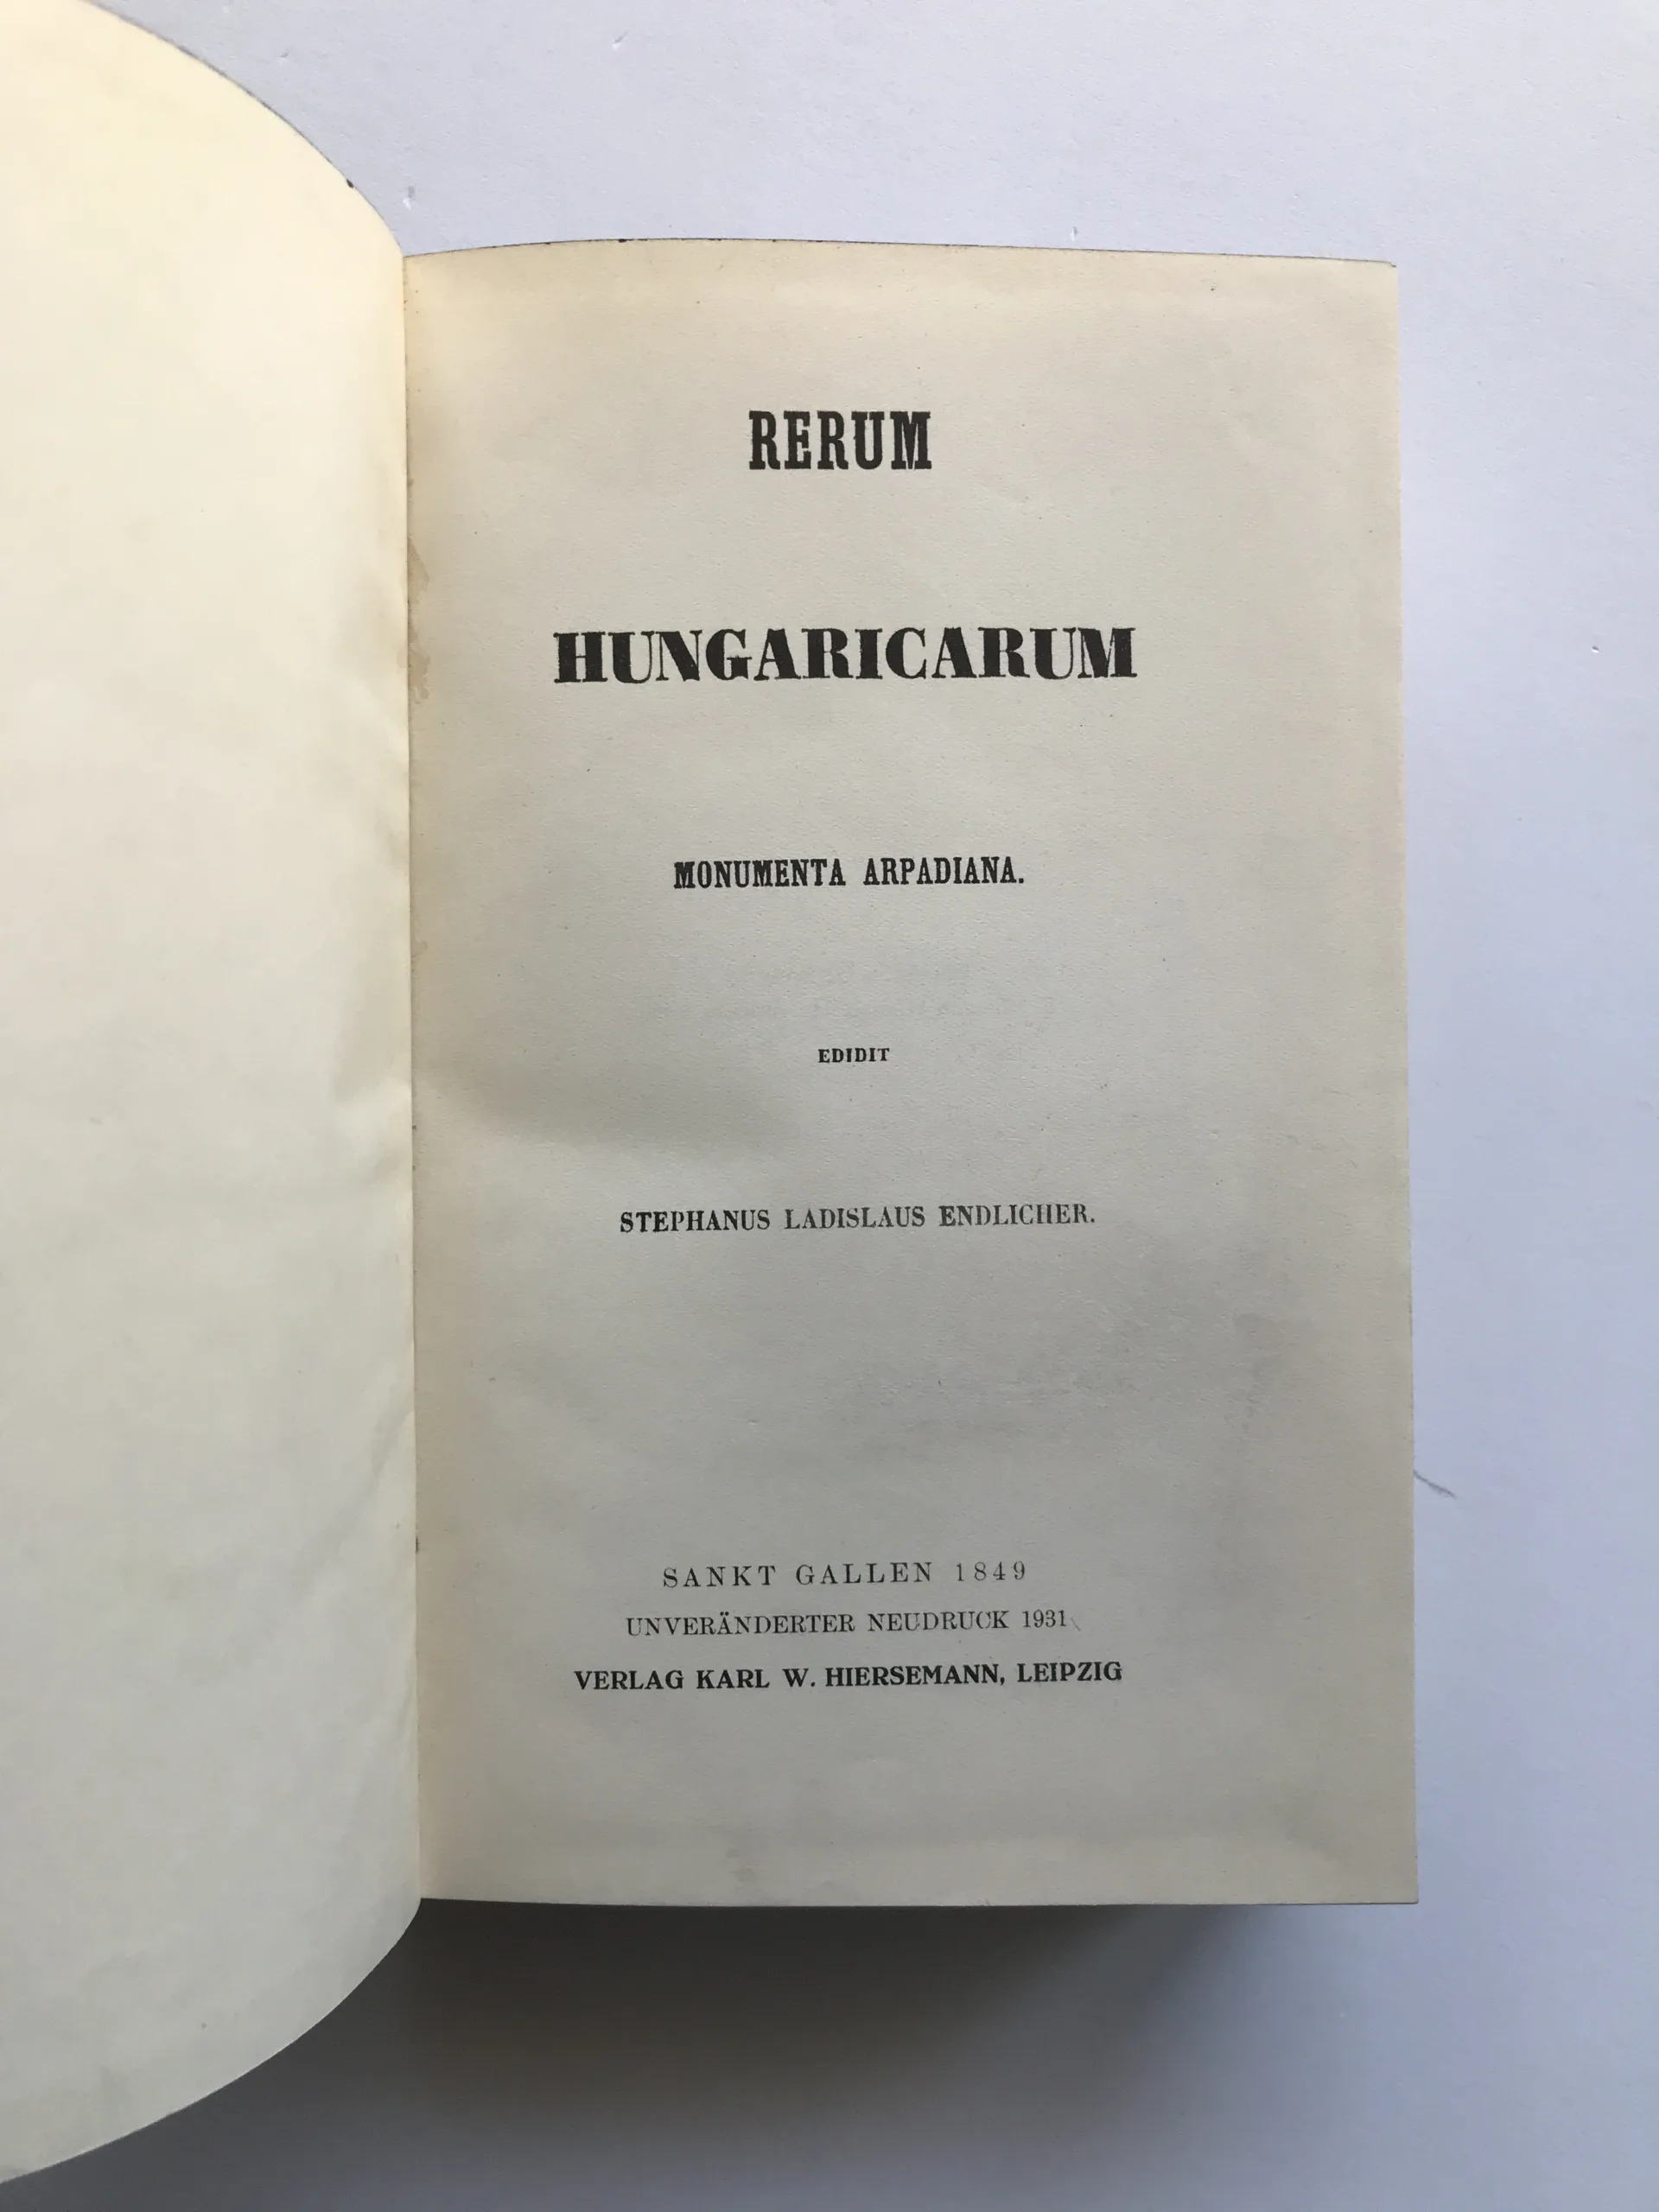 RERUM
HUNGARICARUM
MONUMENTA ARPADIANA.
EDIDIT
STEPHANUS LADISLAUS ENDLICHER.
SANKT GALLEN 1849
UNVERÄNDERTER NEUDRUCK 1931
VERLAG KARL W. HIERSEMANN, LEIPZIG